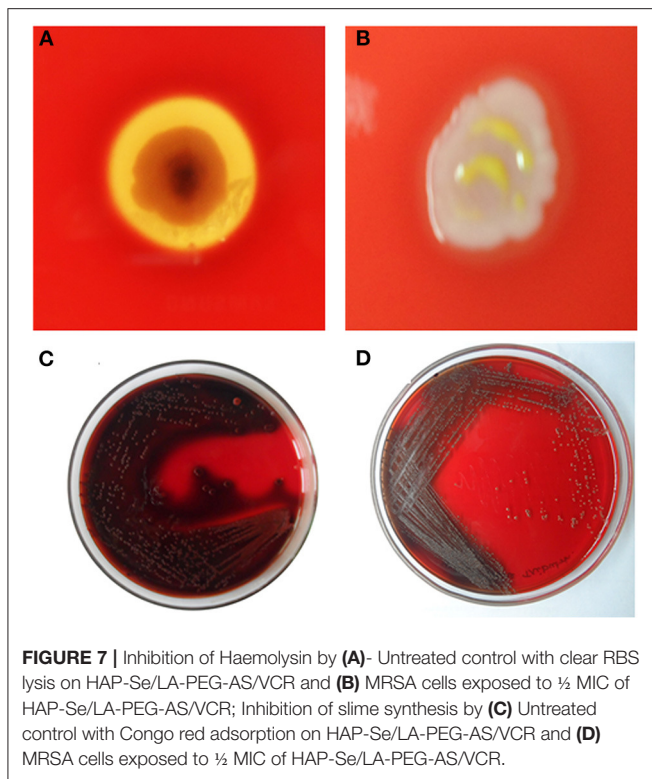 A
B
C
D
FIGURE 7 | Inhibition of Haemolysin by (A)- Untreated control with clear RBS
lysis on HAP-Se/LA-PEG-AS/VCR and (B) MRSA cells exposed to ½ MIC of
HAP-Se/LA-PEG-AS/VCR; Inhibition of slime synthesis by (C) Untreated
control with Congo red adsorption on HAP-Se/LA-PEG-AS/VCR and (D)
MRSA cells exposed to ½ MIC of HAP-Se/LA-PEG-AS/VCR.